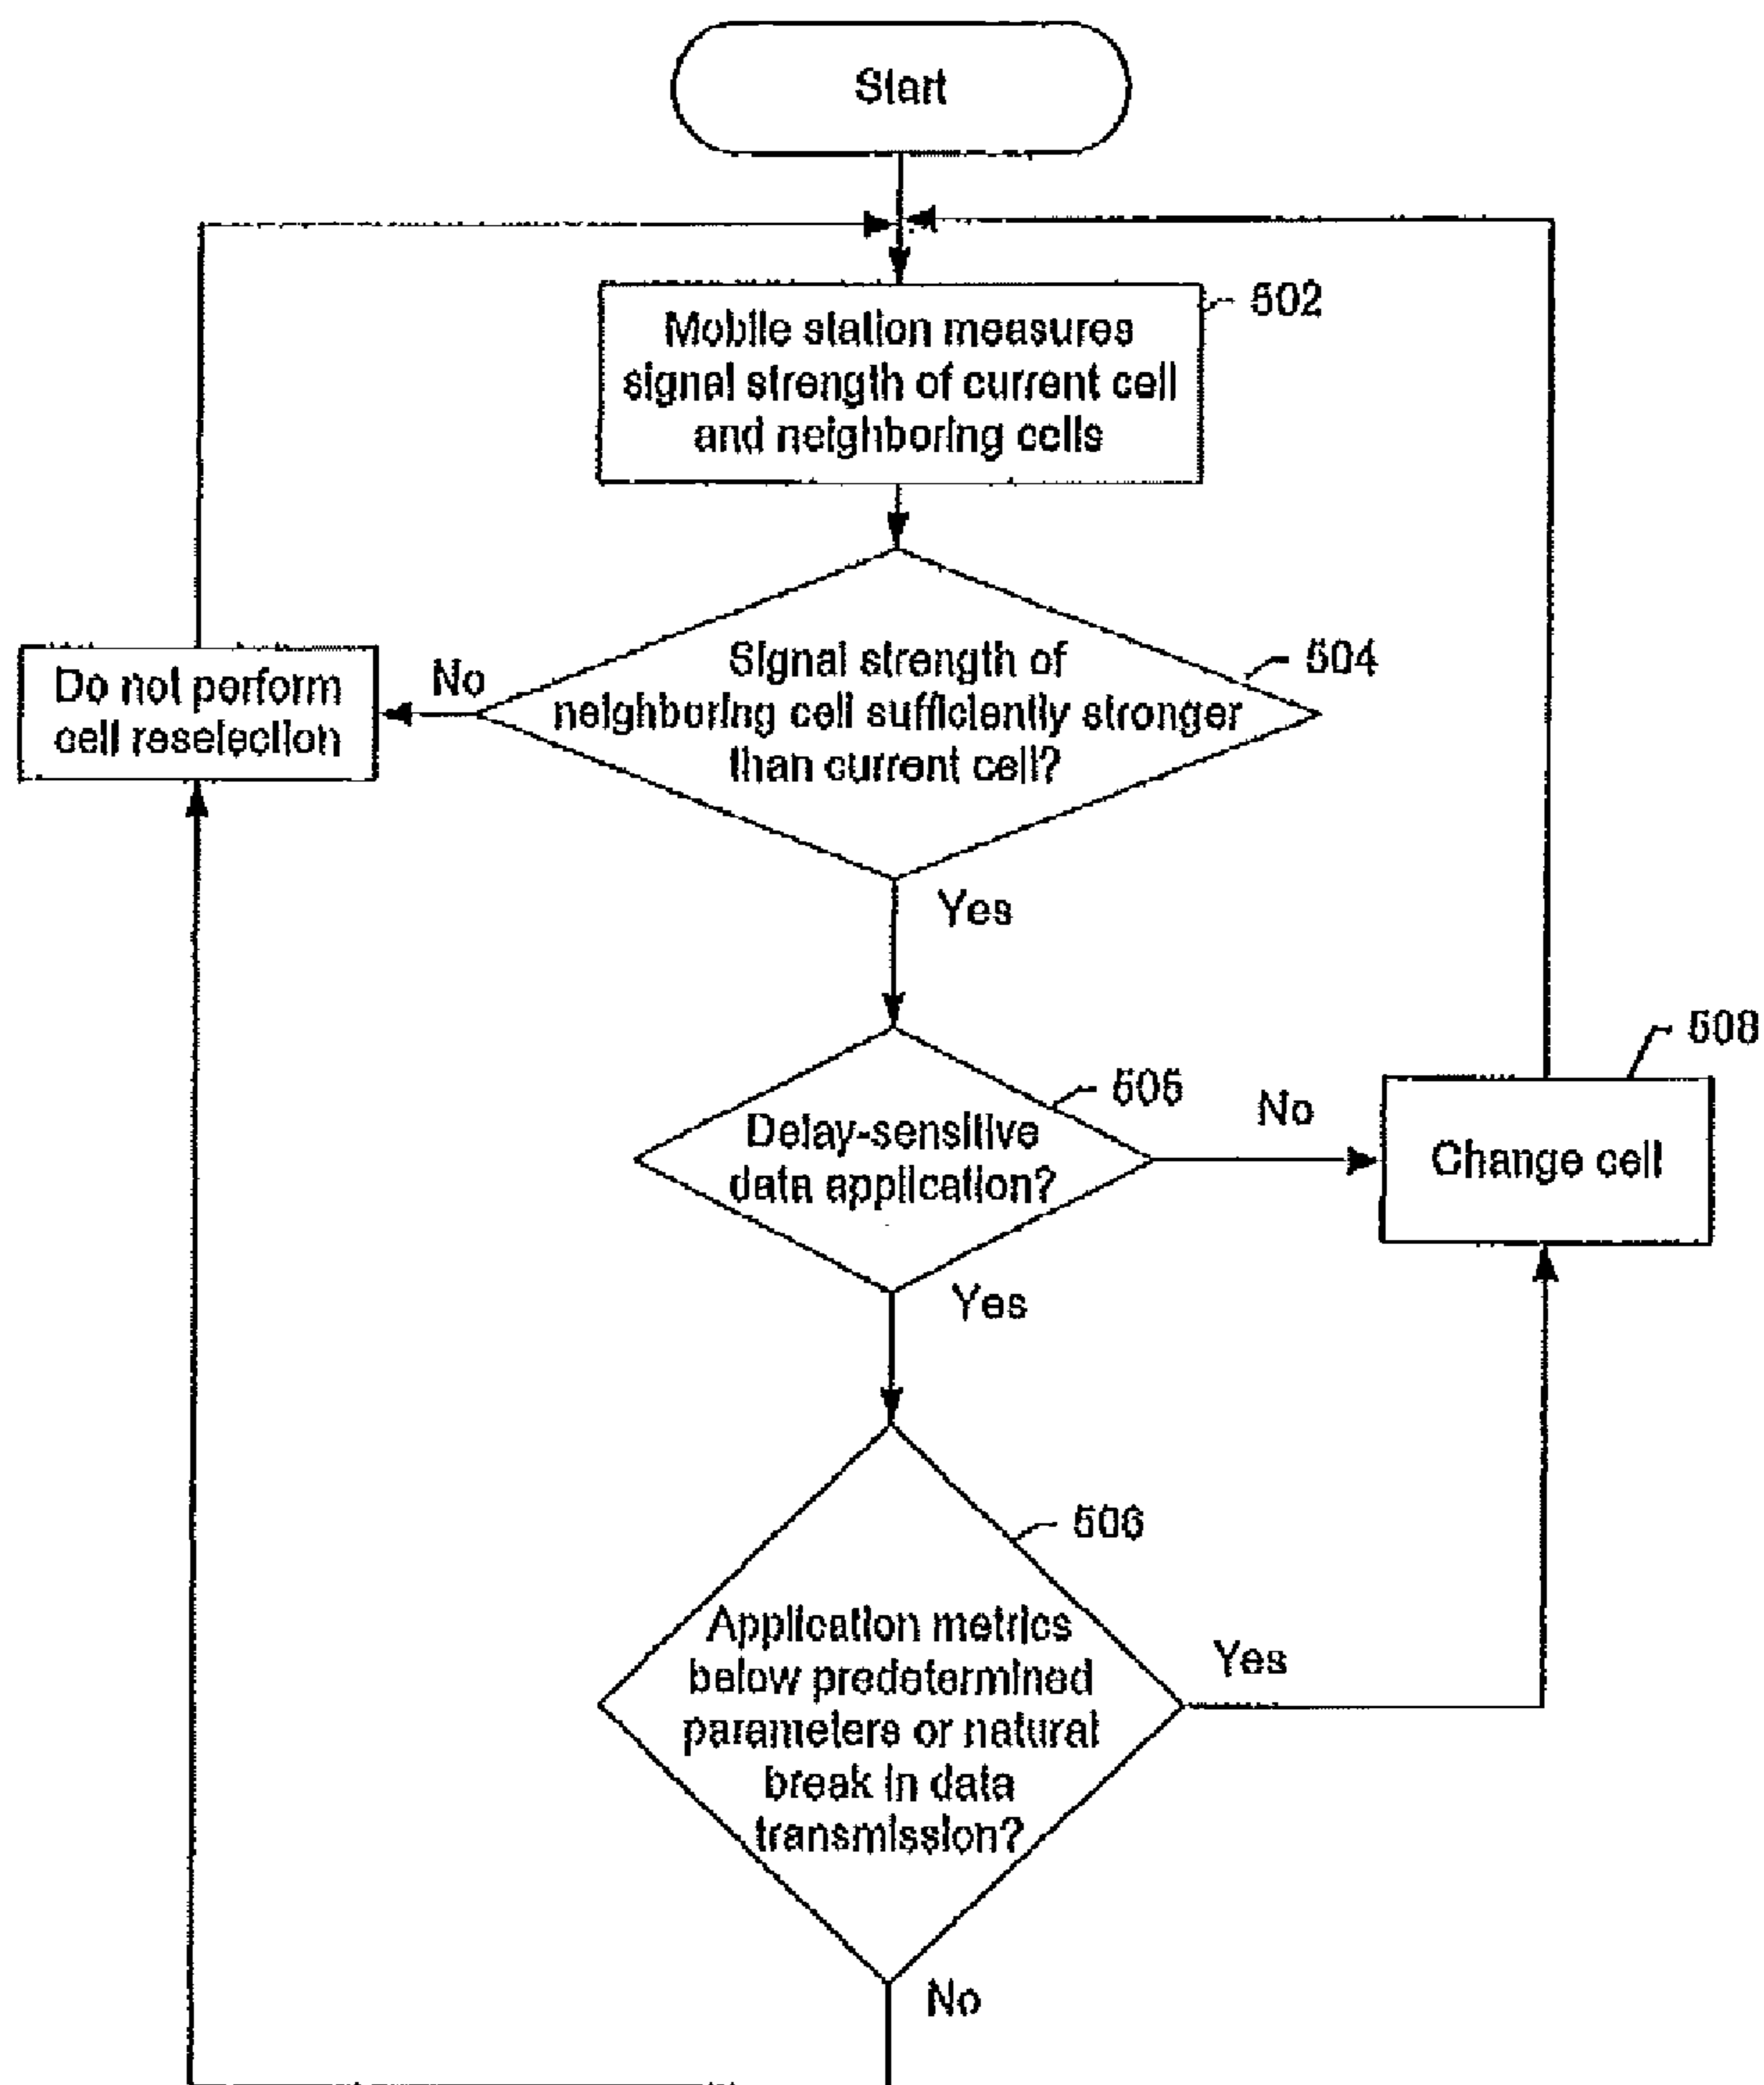 Start
502
Mobile station measures
signal strength of current cell
and neighboring cells
504
Signal strength of
neighboring cell sufficiently stronger
than current cell?
No
Do not perform
cell reselection
Yes
505
Delay-sensitive
data application?
No
508
Change cell
Yes
506
Application metrics
below predetermined
parameters or natural
break in data
transmission?
Yes
No